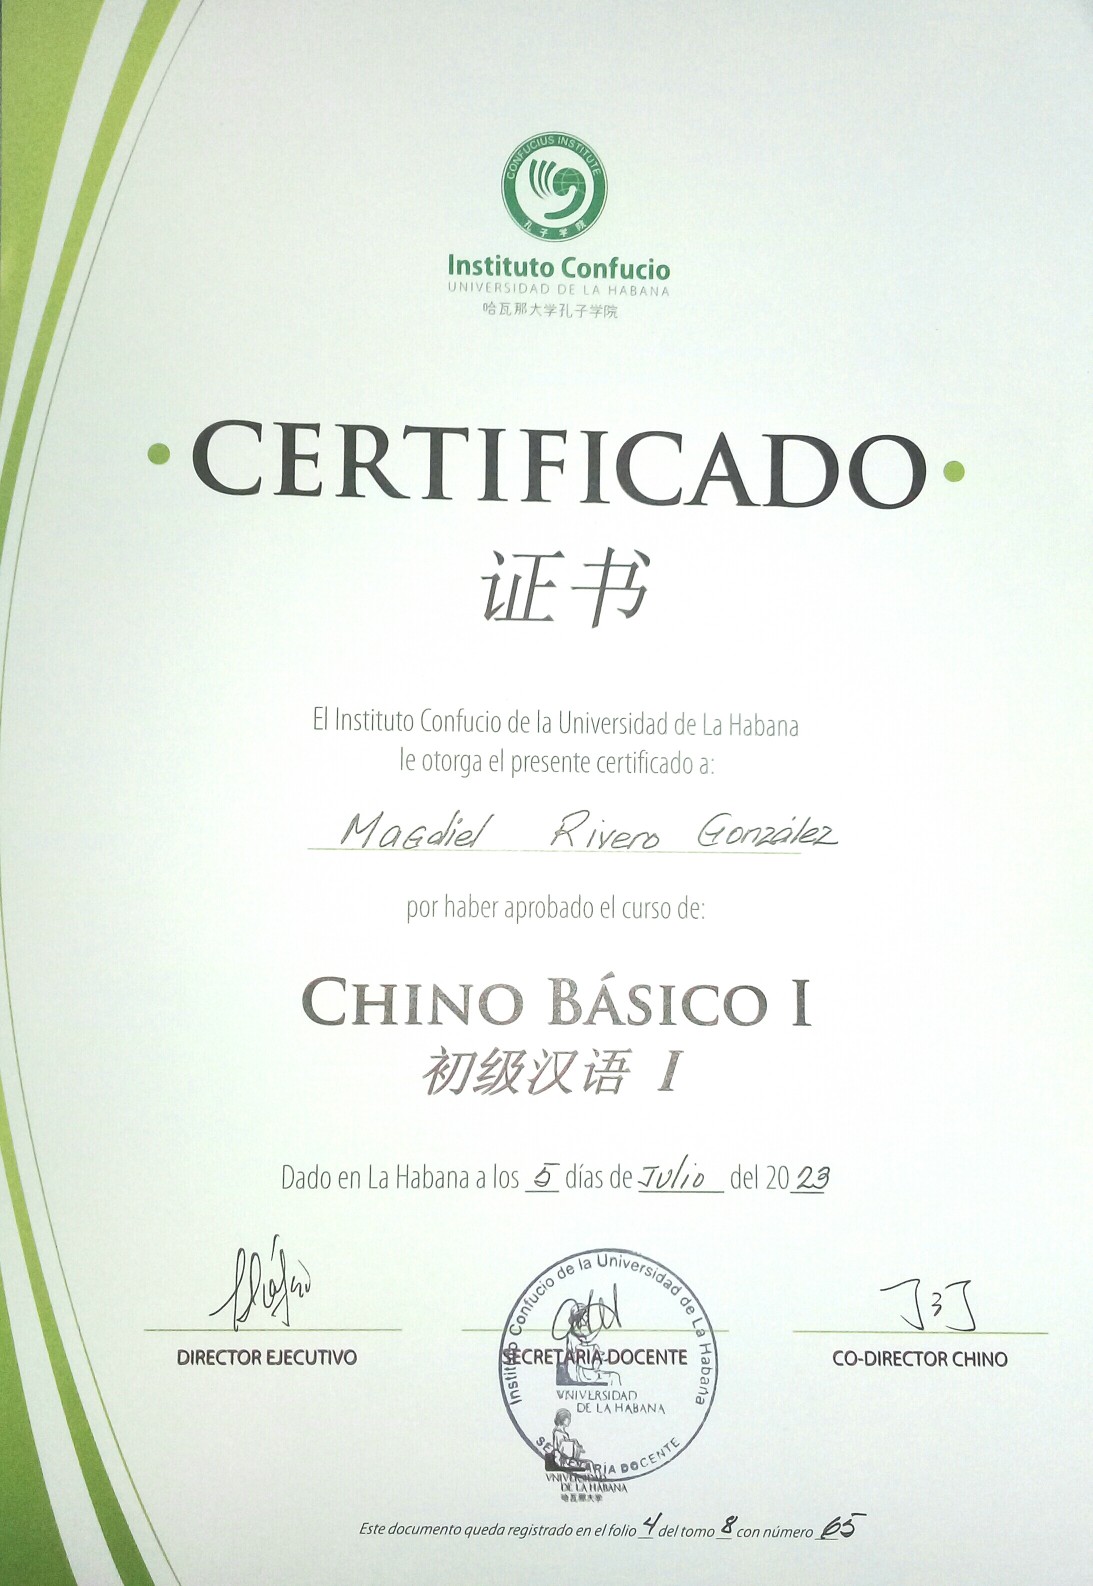 CONFUCIUS INSTITUTE
孔子学院
Instituto Confucio
UNIVERSIDAD DE LA HABANA
哈瓦那大学孔子学院
CERTIFICADO
证书
El Instituto Confucio de la Universidad de La Habana
le otorga el presente certificado a:
Magdiel Rivero González
por haber aprobado el curso de:
CHINO BÁSICO I
初级汉语 I
Dado en La Habana a los 5 días de Julio del 2023
DIRECTOR EJECUTIVO
SECRETARIA DOCENTE
CO-DIRECTOR CHINO
Instituto Confucio de la Universidad de La Habana
VNIVERSIDAD
DE LA HABANA
SECRETARÍA DOCENTE
VNIVERSIDAD
DE LA HABANA
哈瓦那大学
Este documento queda registrado en el folio 4 del tomo 8 con número 65